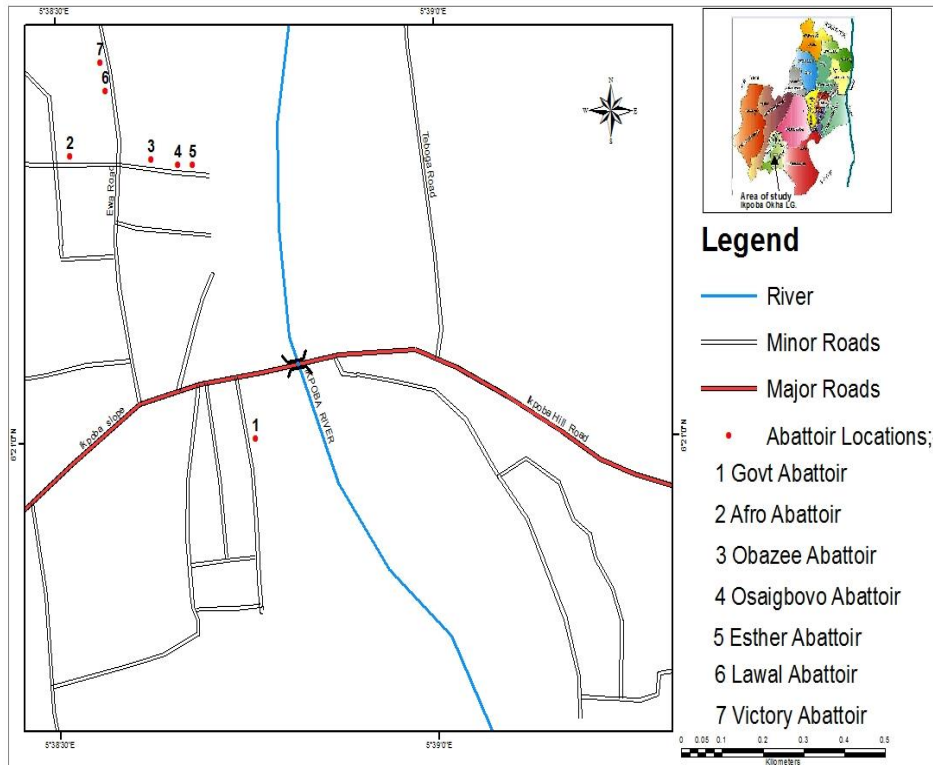 5°38'30"E
5°39'0"E
7
6
2
3
4
5
Ewa Road
Teboga Road
W
E
S
Area of study
Ikpoba Okha LG.
Legend
River
Minor Roads
Major Roads
Abattoir Locations;
1 Govt Abattoir
2 Afro Abattoir
3 Obazee Abattoir
4 Osaigbovo Abattoir
5 Esther Abattoir
6 Lawal Abattoir
7 Victory Abattoir
IKPOBA RIVER
Ikpoba slope
Ikpoba Hill Road
1
6°21'0"N
6°21'0"N
5°38'30"E
5°39'0"E
0 0.05 0.1 0.2 0.3 0.4 0.5
Kilometers